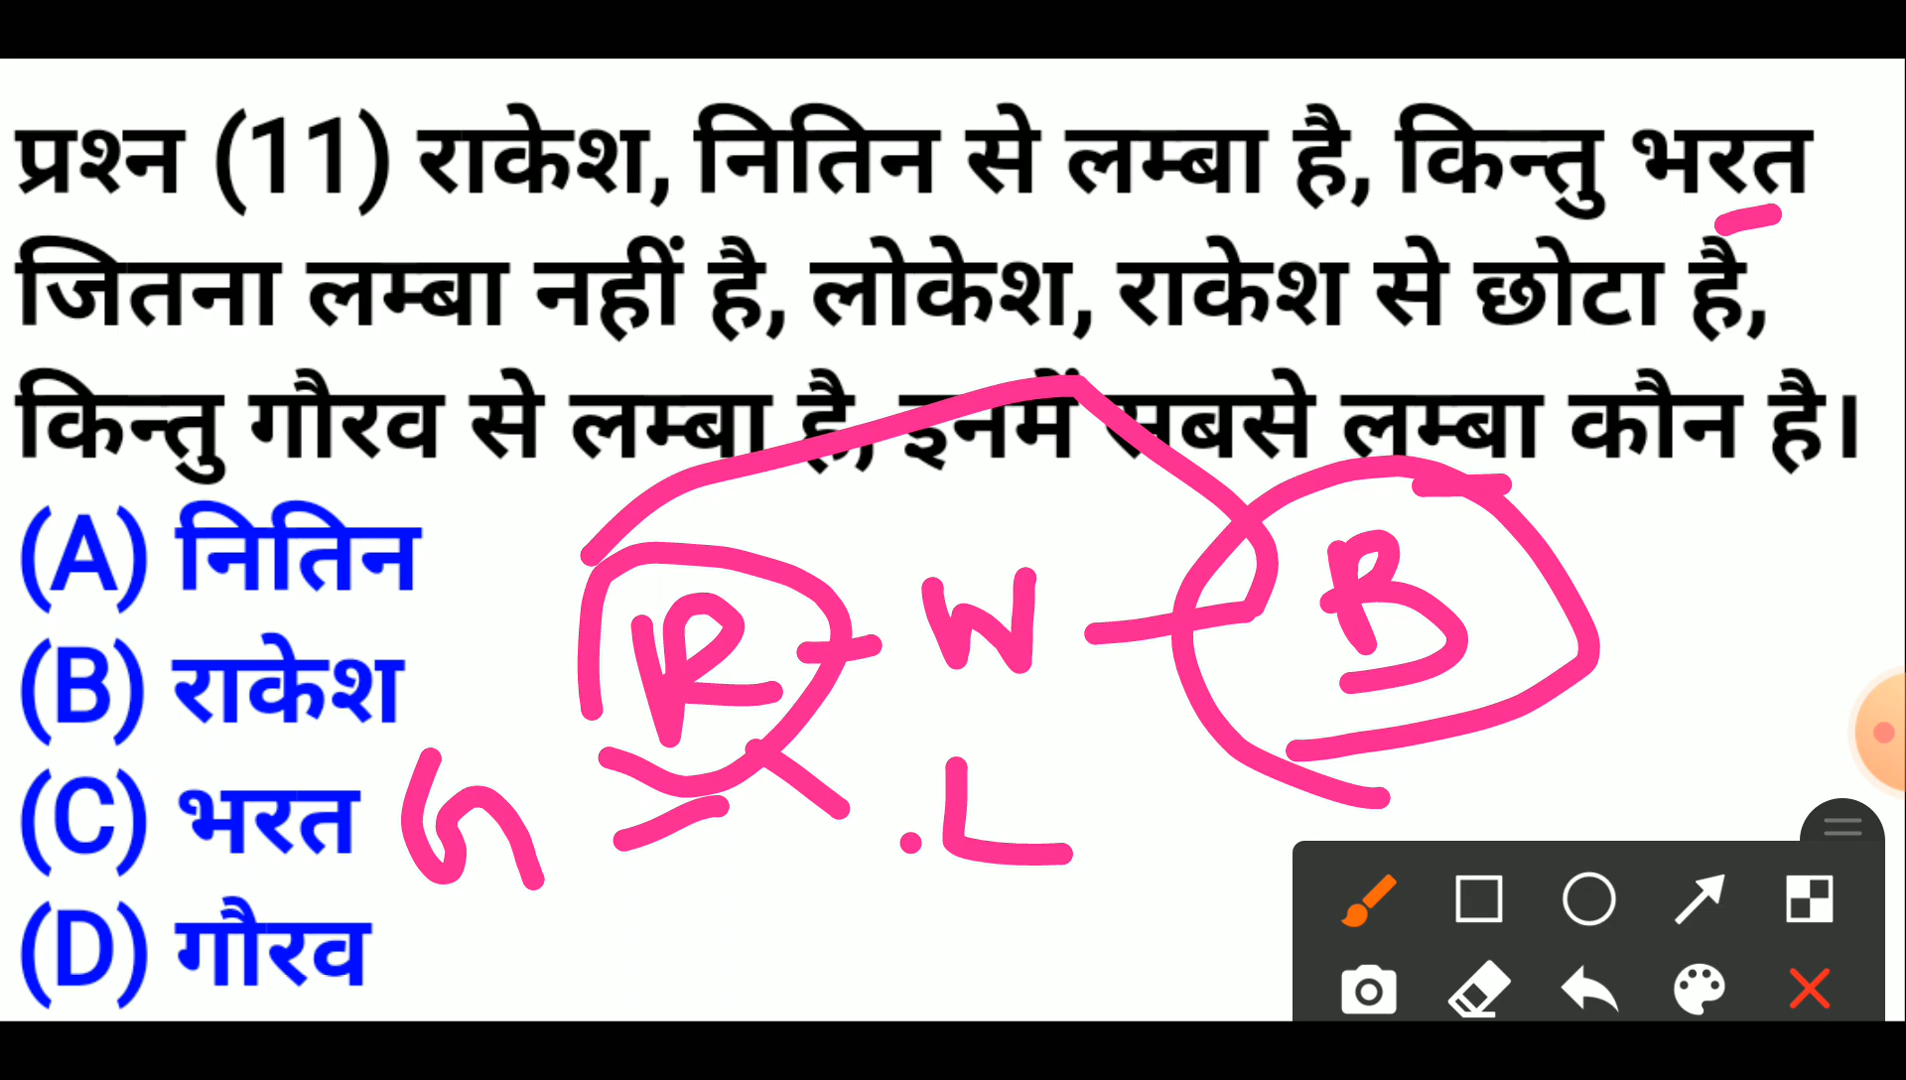 प्रश्न (11) राकेश, नितिन से लम्बा है, किन्तु भरत
जितना लम्बा नहीं है, लोकेश, राकेश से छोटा है,
किन्तु गौरव से लम्बा है, इनमें सबसे लम्बा कौन है।
(A) नितिन
(B) राकेश
(C) भरत
(D) गौरव
R - N - B
L